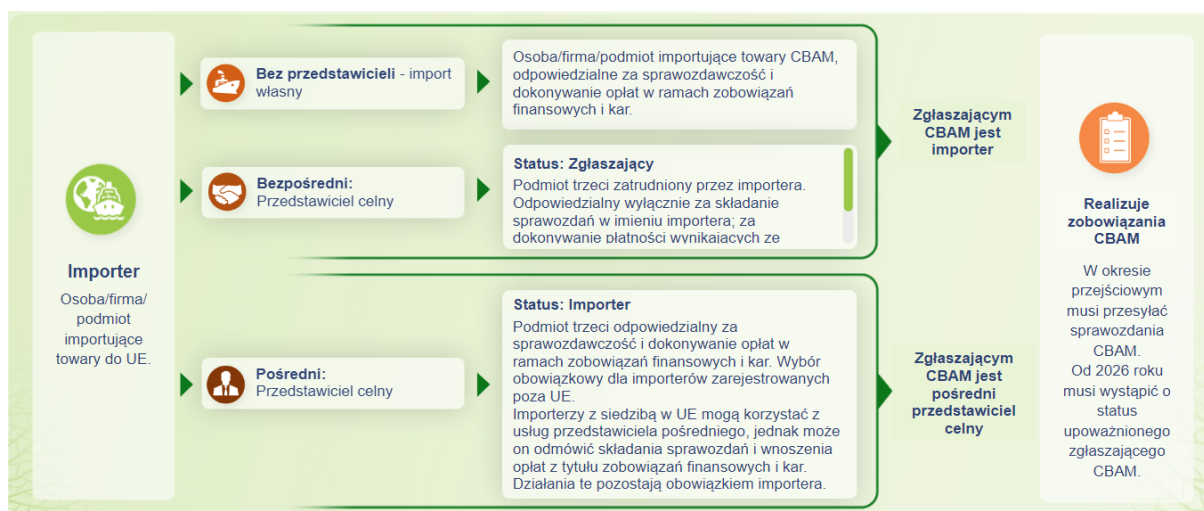 Importer
Osoba/firma/
podmiot
importujące
towary do UE.
Bez przedstawicieli - import
własny
Osoba/firma/podmiot importujące towary CBAM,
odpowiedzialne za sprawozdawczość i
dokonywanie opłat w ramach zobowiązań
finansowych i kar.
Bezpośredni:
Przedstawiciel celny
Status: Zgłaszający
Podmiot trzeci zatrudniony przez importera.
Odpowiedzialny wyłącznie za składanie
sprawozdań w imieniu importera; za
dokonywanie płatności wynikających ze
Zgłaszającym
CBAM jest
importer
Pośredni:
Przedstawiciel celny
Status: Importer
Podmiot trzeci odpowiedzialny za
sprawozdawczość i dokonywanie opłat w
ramach zobowiązań finansowych i kar. Wybór
obowiązkowy dla importerów zarejestrowanych
poza UE.
Importerzy z siedzibą w UE mogą korzystać z
usług przedstawiciela pośredniego, jednak może
on odmówić składania sprawozdań i wnoszenia
opłat z tytułu zobowiązań finansowych i kar.
Działania te pozostają obowiązkiem importera.
Zgłaszającym
CBAM jest
pośredni
przedstawiciel
celny
Realizuje
zobowiązania
CBAM
W okresie
przejściowym
musi przesyłać
sprawozdania
CBAM.
Od 2026 roku
musi wystąpić o
status
upoważnionego
zgłaszającego
CBAM.